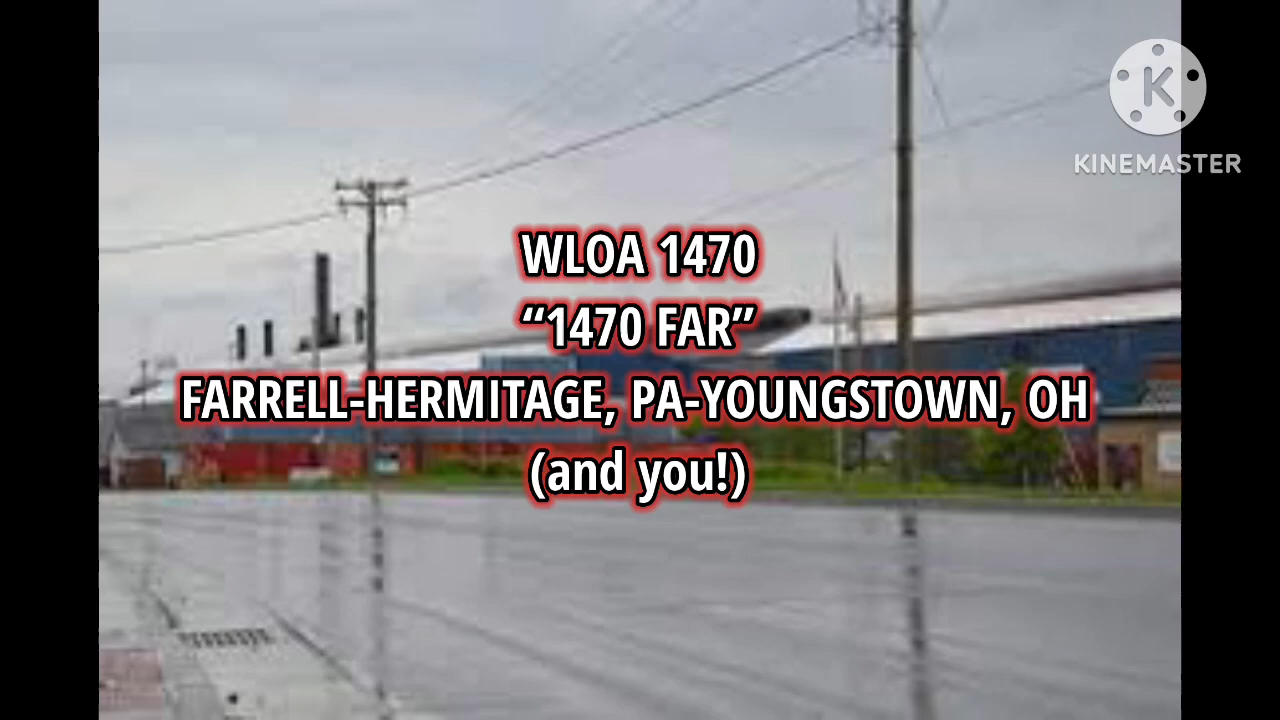 KINEMASTER
WLOA 1470
“1470 FAR”
FARRELL-HERMITAGE, PA-YOUNGSTOWN, OH
(and you!)